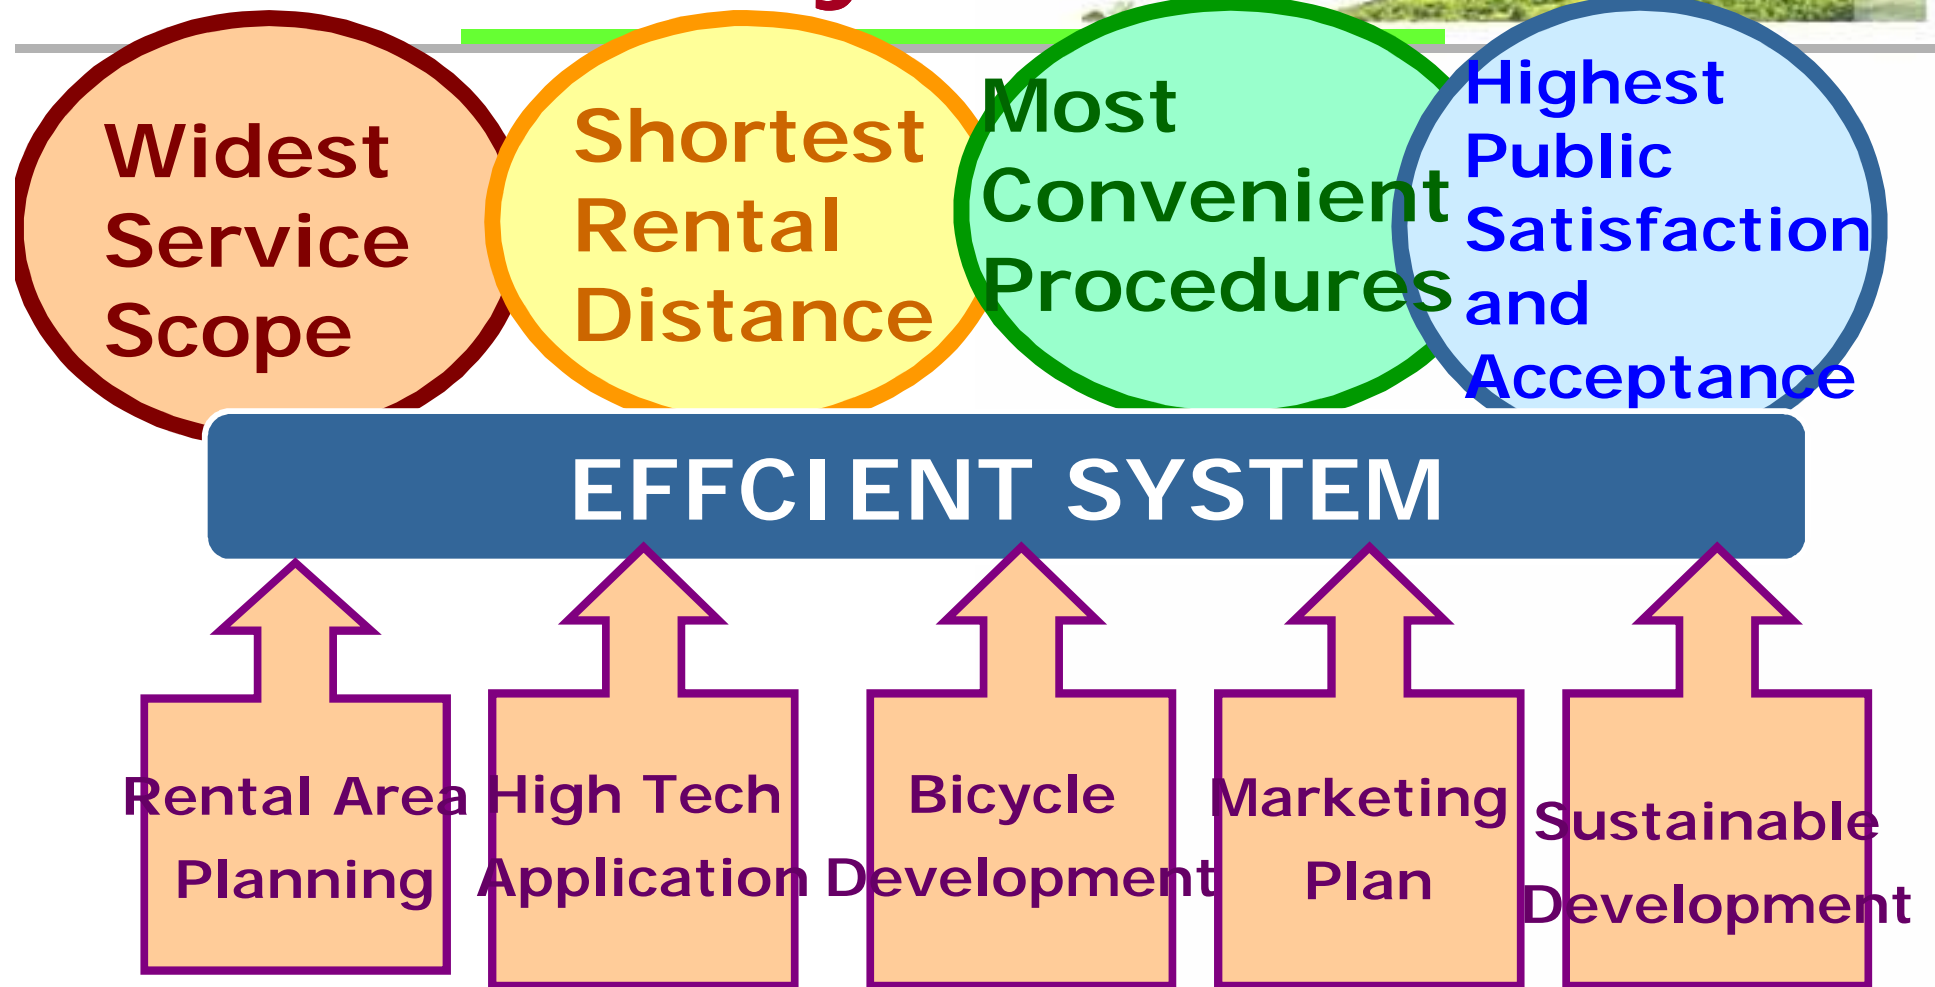 Widest
Service
Scope
Shortest
Rental
Distance
Most
Convenient
Procedures
Highest
Public
Satisfaction
and
Acceptance
EFFCIENT SYSTEM
Rental Area
Planning
High Tech
Application
Bicycle
Development
Marketing
Plan
Sustainable
Development